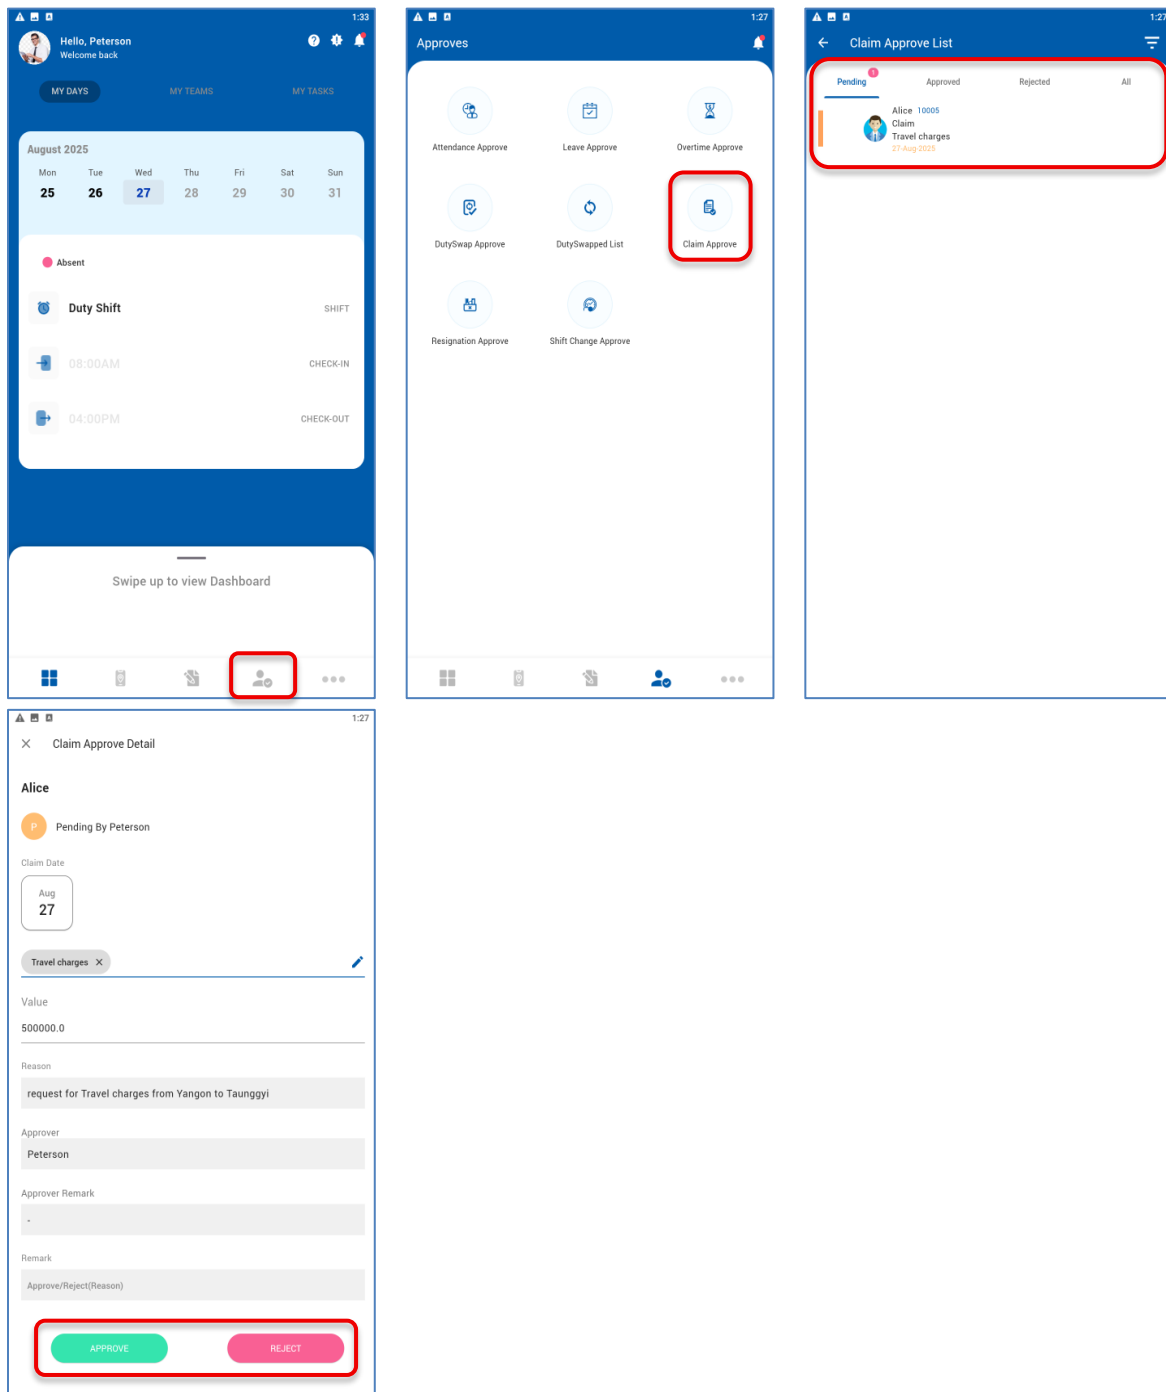 1:33
Hello, Peterson
Welcome back
MY DAYS MY TEAMS MY TASKS
August 2025
Mon Tue Wed Thu Fri Sat Sun
25 26 27 28 29 30 31
Absent
Duty Shift SHIFT
08:00AM CHECK-IN
04:00PM CHECK-OUT
Swipe up to view Dashboard
1:27
Approves
Attendance Approve Leave Approve Overtime Approve
DutySwap Approve DutySwapped List Claim Approve
Resignation Approve Shift Change Approve
1:27
Claim Approve List
Pending 1 Approved Rejected All
Alice 10005
Claim
Travel charges
27-Aug-2025
1:27
Claim Approve Detail
Alice
P Pending By Peterson
Claim Date
Aug
27
Travel charges
Value
500000.0
Reason
request for Travel charges from Yangon to Taunggyi
Approver
Peterson
Approver Remark
-
Remark
Approve/Reject(Reason)
APPROVE REJECT